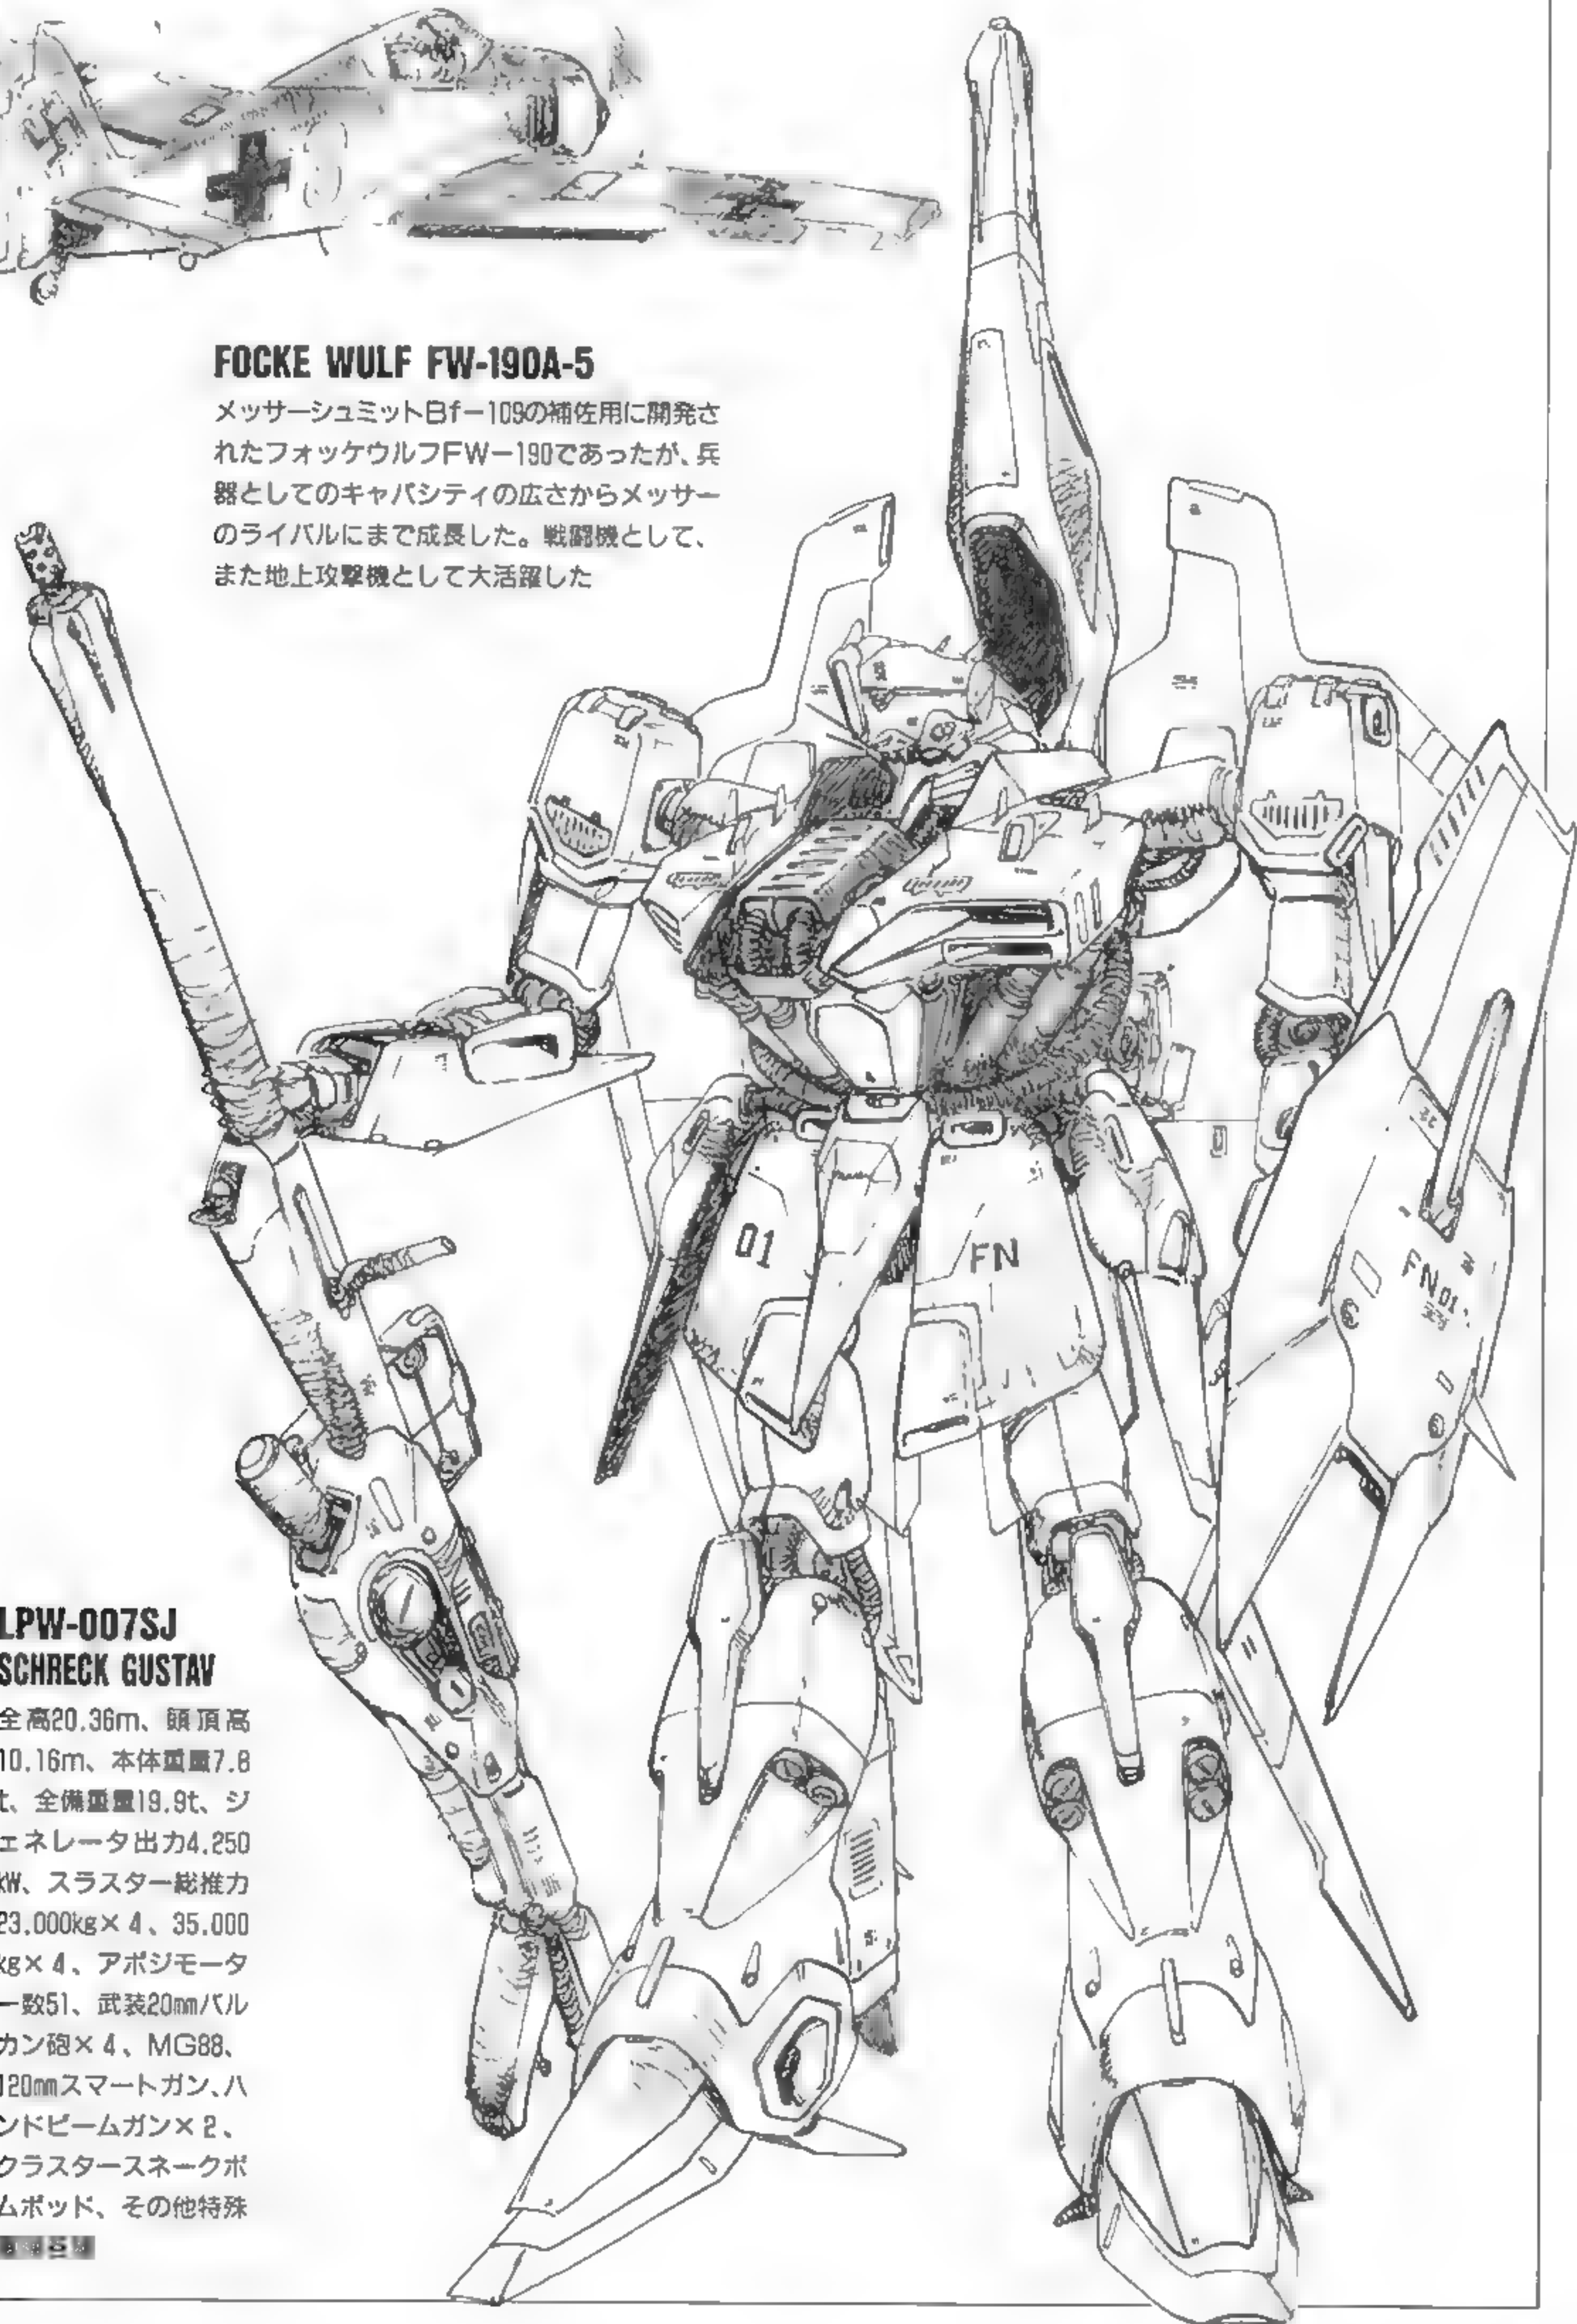 FOCKE WULF FW-190A-5
メッサーシュミットBf－109の補佐用に開発さ
れたフォッケウルフFW－190であったが、兵
器としてのキャパシティの広さからメッサー
のライバルにまで成長した。戦闘機として、
また地上攻撃機として大活躍した
01
FN
FN 01
LPW-007SJ
SCHRECK GUSTAV
全高20.36m、頭頂高
10.16m、本体重量7.8
t、全備重量19.9t、ジ
ェネレータ出力4.250
kW、スラスター総推力
23.000kg×4、35.000
kg×4、アポジモータ
ー数51、武装20㎜バル
カン砲×4、MG88、
120㎜スマートガン、ハ
ンドビームガン×2、
クラスタースネークボ
ムポッド、その他特殊